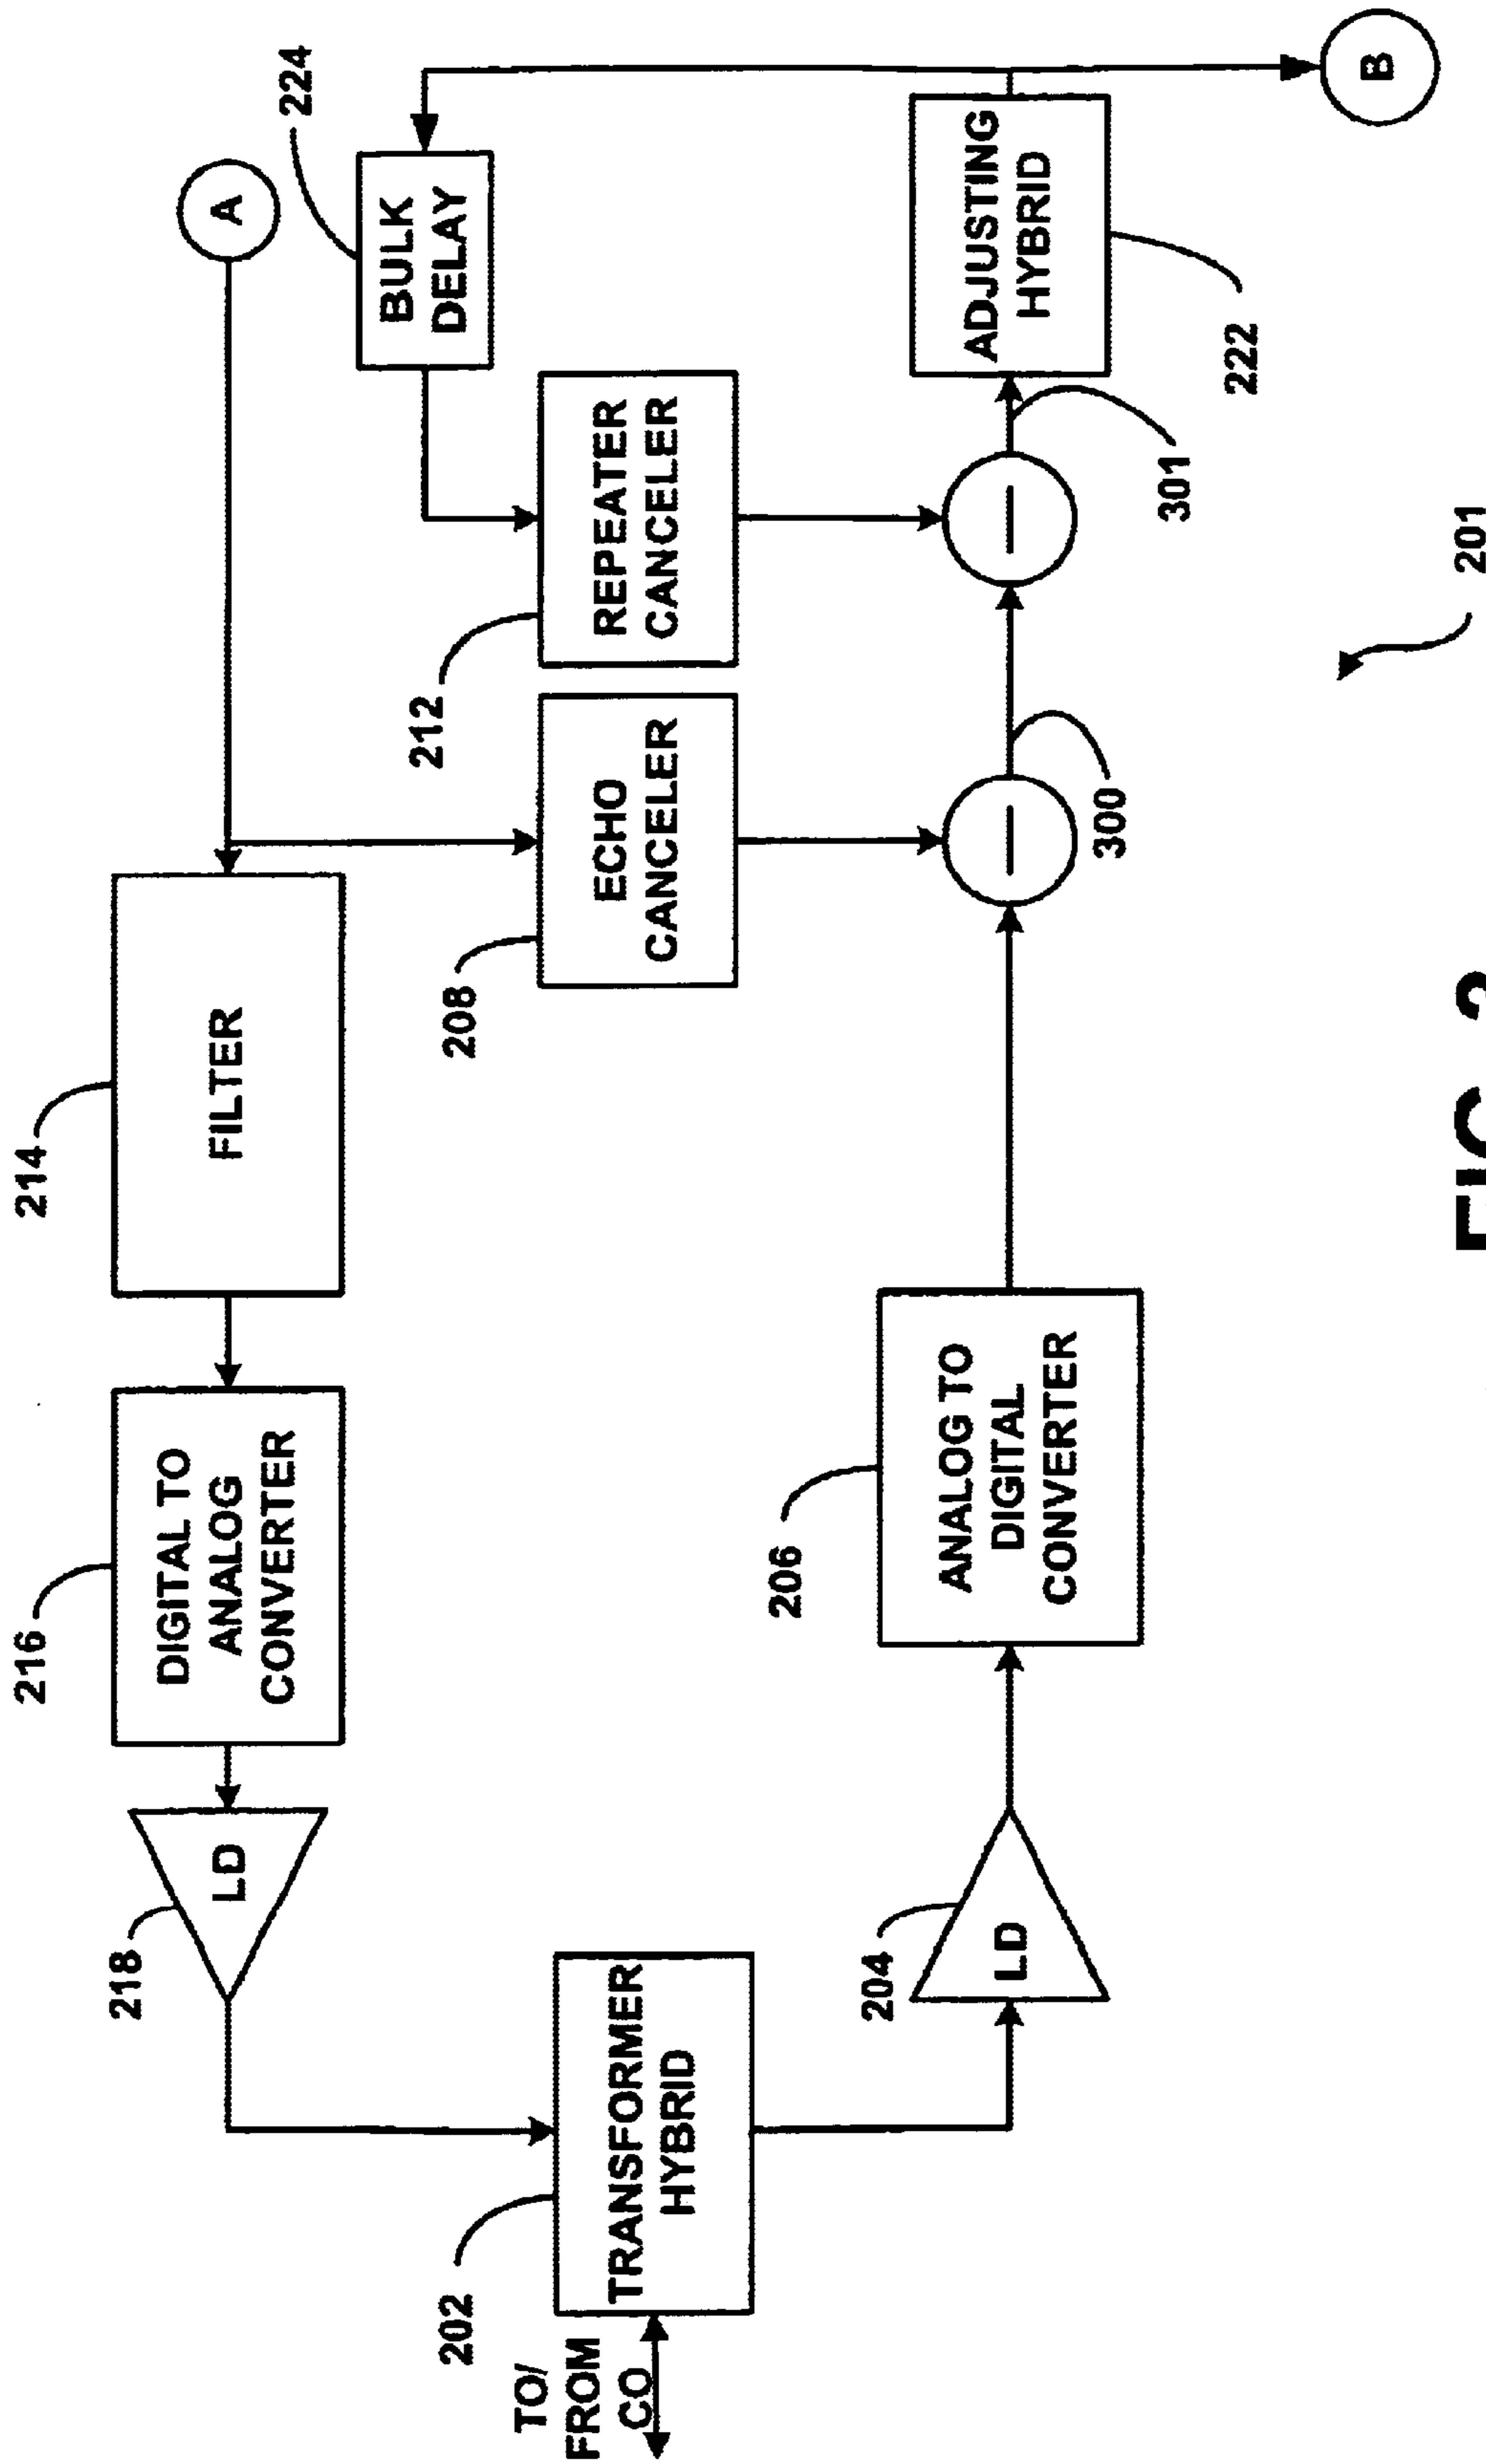 216
214
218
LD
DIGITAL TO
ANALOG
CONVERTER
FILTER
A
224
BULK
DELAY
202
208
212
TO/
FROM
CO
TRANSFORMER
HYBRID
ECHO
CANCELER
REPEATER
CANCELER
204
206
LD
ANALOG TO
DIGITAL
CONVERTER
300
301
ADJUSTING
HYBRID
222
B
201
FIG.